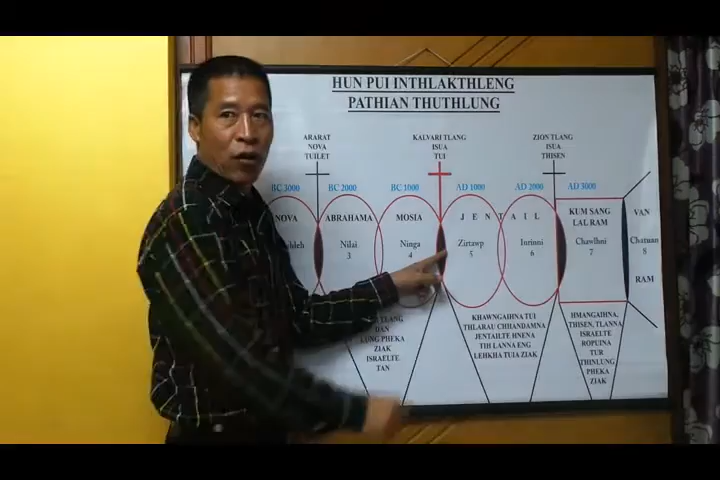 HUN PUI INTHLAKTHLENG
PATHIAN THUTHLUNG
ARARAT
NOVA
TUILET
KALVARI TLANG
ISUA
TUI
ZION TLANG
ISUA
THISEN
BC 3000
BC 2000
BC 1000
AD 1000
AD 2000
AD 3000
NOVA
ABRAHAMA
MOSIA
JENTAIL
KUM SANG
LAL RAM
VAN
Nilai
3
Ninga
4
Zirtawp
5
Inrinni
6
Chawlhni
7
Chatuan
8
RAM
TLANG
DAN
LUNG PHEKA
ZIAK
ISRAELTE
TAN
KHAWNGAIHNA TUI
THLARAU CHHANDAMNA
JENTAILTE HNENA
TIH LANNA ENG
LEHKHA TUIA ZIAK
HMANGAIHNA,
THISEN, TLANNA
ISRAELTE
ROPUINA
TUR
THINLUNG
PHEKA
ZIAK